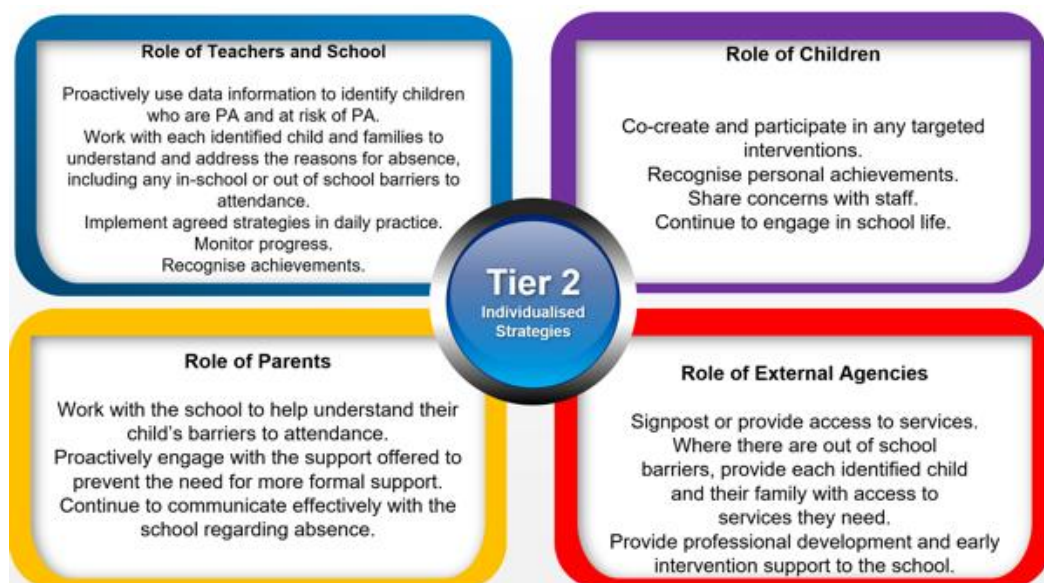 Role of Teachers and School
Proactively use data information to identify children
who are PA and at risk of PA.
Work with each identified child and families to
understand and address the reasons for absence,
including any in-school or out of school barriers to
attendance.
Implement agreed strategies in daily practice.
Monitor progress.
Recognise achievements.
Role of Children
Co-create and participate in any targeted
interventions.
Recognise personal achievements.
Share concerns with staff.
Continue to engage in school life.
Tier 2
Individualised
Strategies
Role of Parents
Work with the school to help understand their
child's barriers to attendance.
Proactively engage with the support offered to
prevent the need for more formal support.
Continue to communicate effectively with the
school regarding absence.
Role of External Agencies
Signpost or provide access to services.
Where there are out of school
barriers, provide each identified child
and their family with access to
services they need.
Provide professional development and early
intervention support to the school.